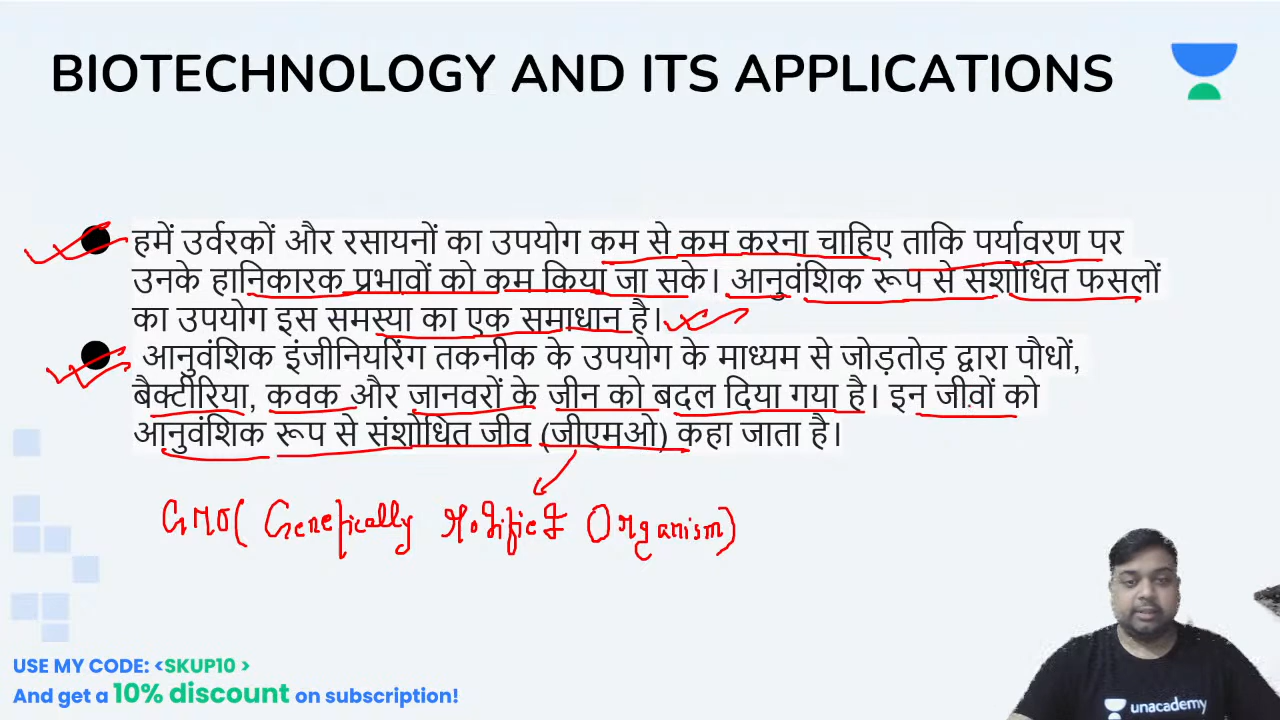 BIOTECHNOLOGY AND ITS APPLICATIONS
हमें उर्वरकों और रसायनों का उपयोग कम से कम करना चाहिए ताकि पर्यावरण पर
उनके हानिकारक प्रभावों को कम किया जा सके। आनुवंशिक रूप से संशोधित फसलों
का उपयोग इस समस्या का एक समाधान है।
आनुवंशिक इंजीनियरिंग तकनीक के उपयोग के माध्यम से जोड़तोड़ द्वारा पौधों,
बैक्टीरिया, कवक और जानवरों के जीन को बदल दिया गया है। इन जीवों को
आनुवंशिक रूप से संशोधित जीव (जीएमओ) कहा जाता है।
GMO( Genetically Modified Organism)
USE MY CODE: <SKUP10 >
And get a 10% discount on subscription!
unacademy